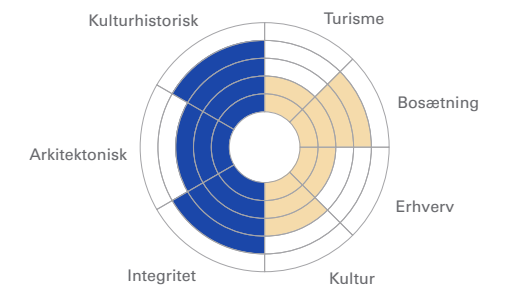 Kulturhistorisk
Turisme
Bosætning
Arkitektonisk
Erhverv
Integritet
Kultur